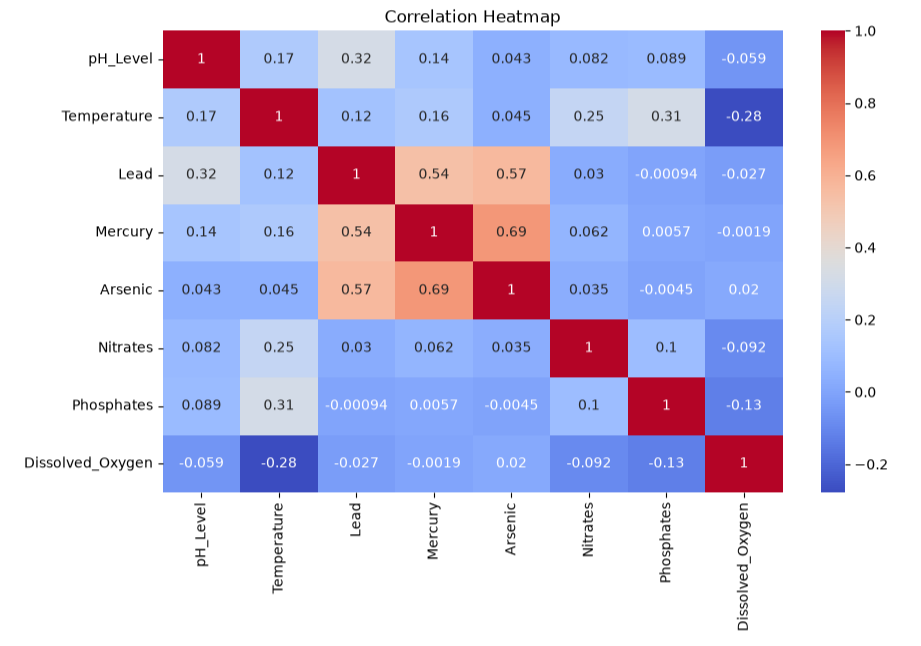 Correlation Heatmap
pH_Level 1 0.17 0.32 0.14 0.043 0.082 0.089 -0.059
Temperature 0.17 1 0.12 0.16 0.045 0.25 0.31 -0.28
Lead 0.32 0.12 1 0.54 0.57 0.03 -0.00094 -0.027
Mercury 0.14 0.16 0.54 1 0.69 0.062 0.0057 -0.0019
Arsenic 0.043 0.045 0.57 0.69 1 0.035 -0.0045 0.02
Nitrates 0.082 0.25 0.03 0.062 0.035 1 0.1 -0.092
Phosphates 0.089 0.31 -0.00094 0.0057 -0.0045 0.1 1 -0.13
Dissolved_Oxygen -0.059 -0.28 -0.027 -0.0019 0.02 -0.092 -0.13 1
pH_Level
Temperature
Lead
Mercury
Arsenic
Nitrates
Phosphates
Dissolved_Oxygen
1.0
0.8
0.6
0.4
0.2
0.0
−0.2